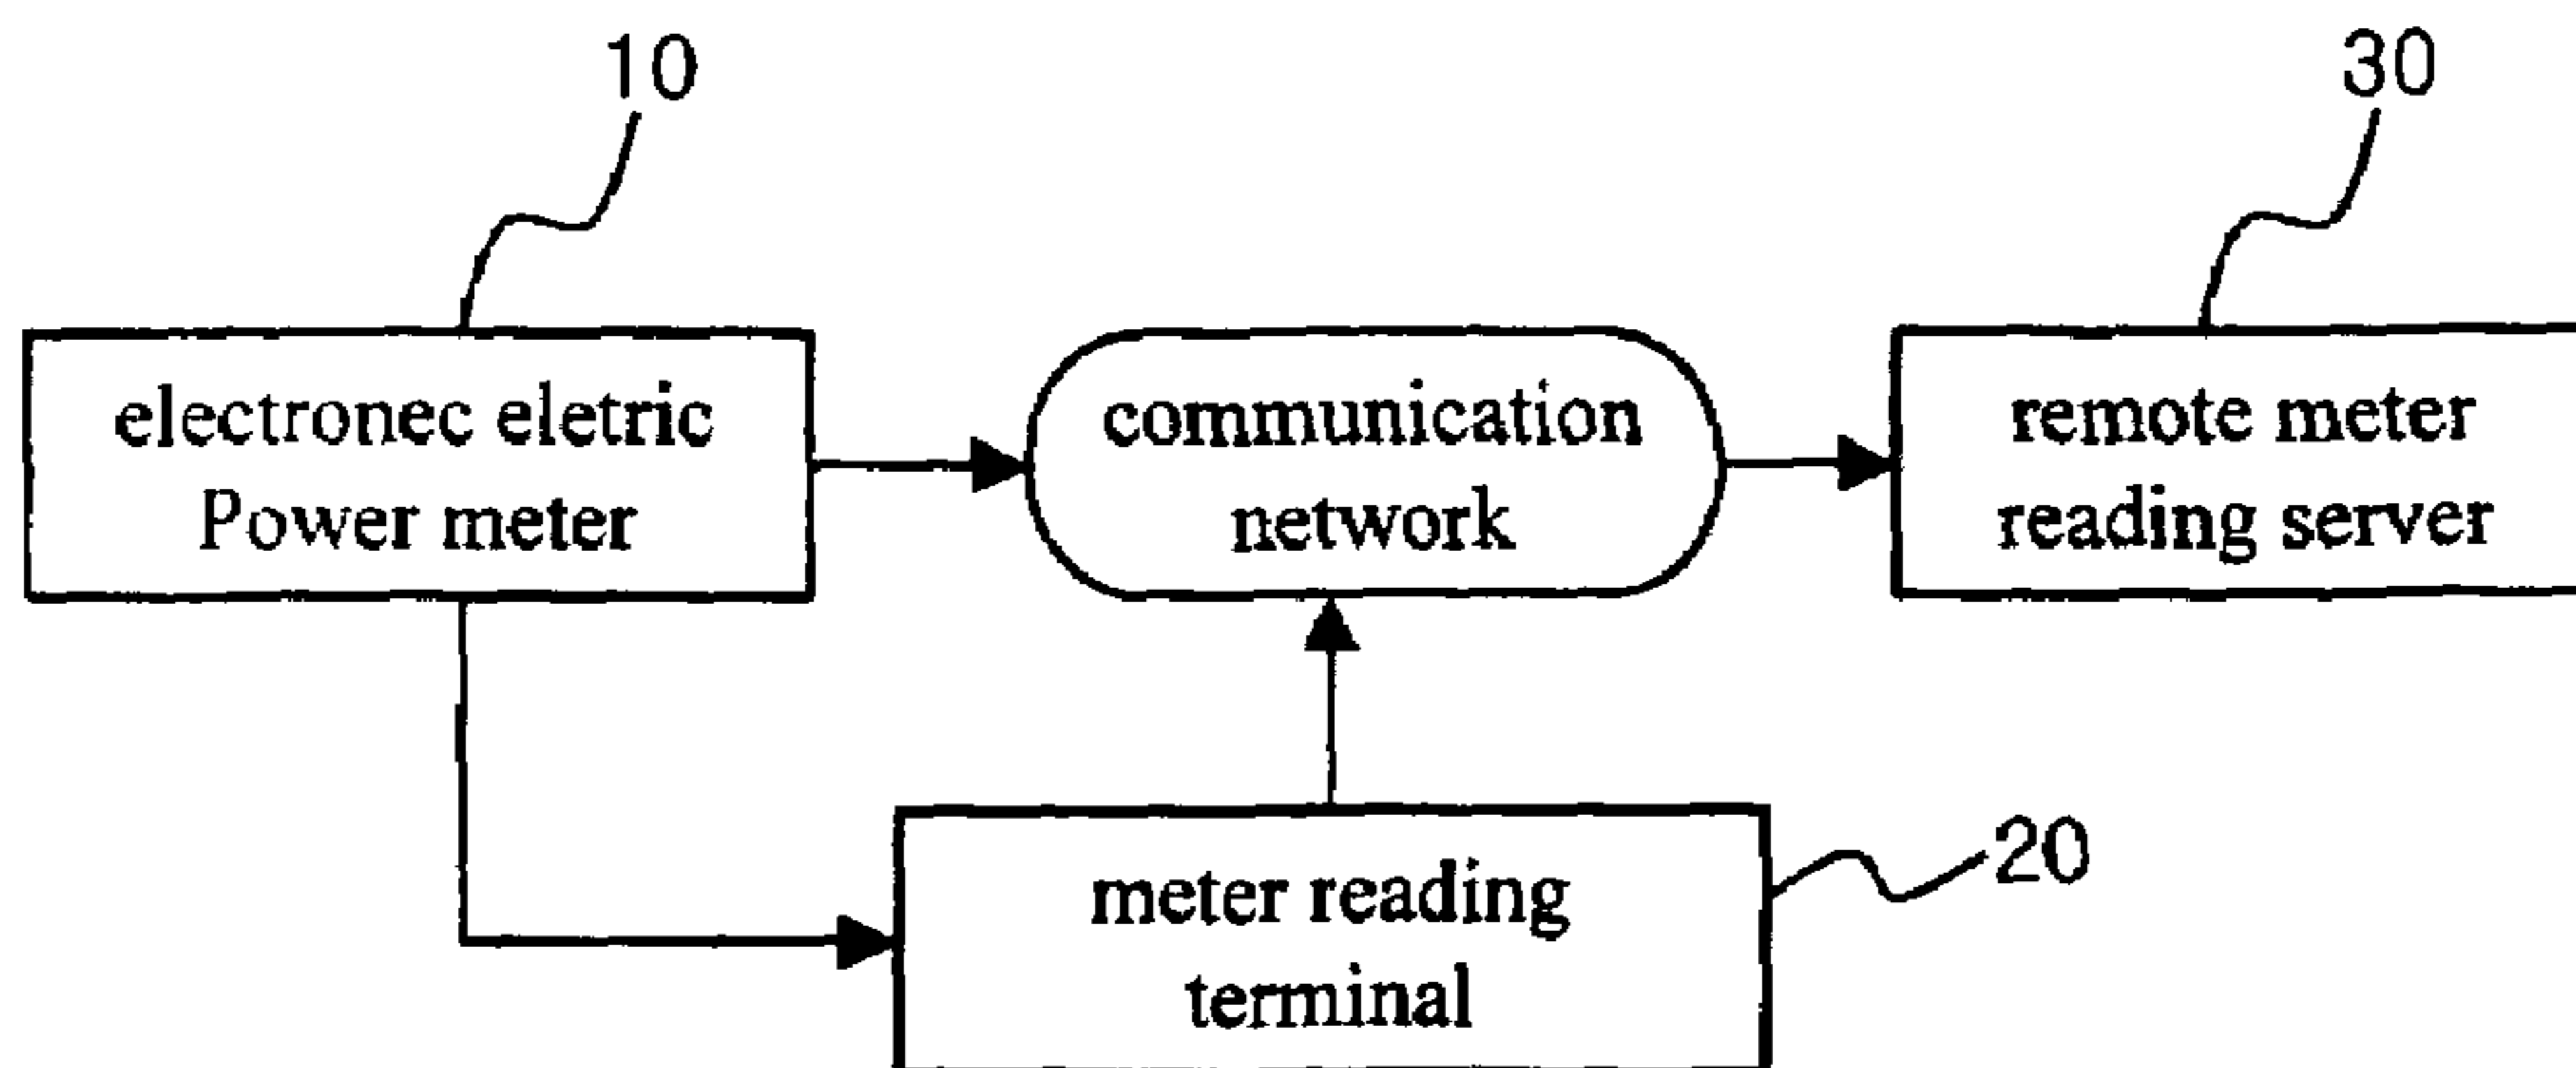 10
30
electronec eletric
Power meter
communication
network
remote meter
reading server
meter reading
terminal
20